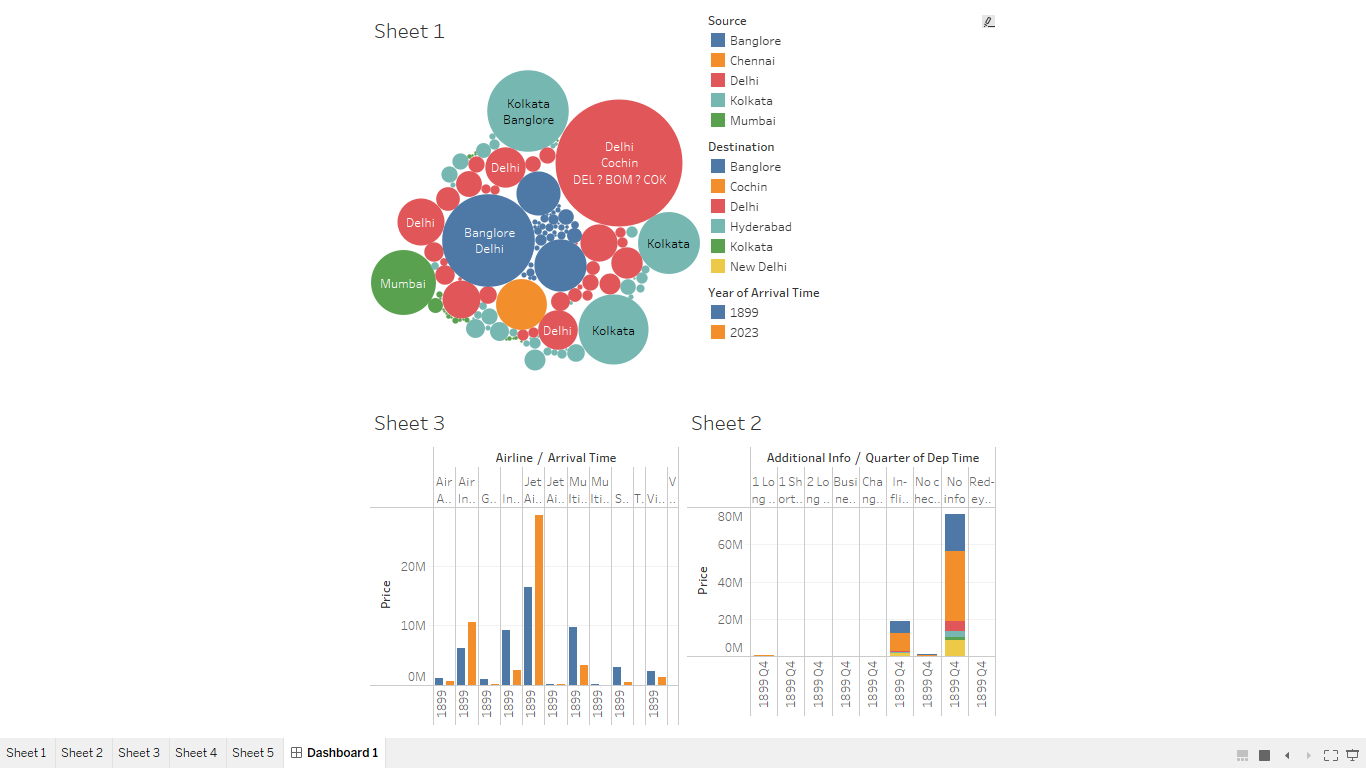 Sheet 1
Kolkata
Banglore
Delhi
Cochin
DEL ? BOM ? COK
Delhi
Delhi
Banglore
Delhi
Kolkata
Mumbai
Delhi
Kolkata
Source
Banglore
Chennai
Delhi
Kolkata
Mumbai
Destination
Banglore
Cochin
Delhi
Hyderabad
Kolkata
New Delhi
Year of Arrival Time
1899
2023
Sheet 3
Airline / Arrival Time
Air A..
Air In..
G..
In..
Jet Ai..
Jet Ai..
Mu lti..
Mu lti..
S..
T.
Vi..
V ..
Price
20M
10M
0M
1899
1899
1899
1899
1899
1899
1899
1899
1899
1899
Sheet 2
Additional Info / Quarter of Dep Time
1 Lo ng ..
1 Sh ort..
2 Lo ng ..
Busi ne..
Cha ng..
In- fli..
No c hec..
No info
Red- ey..
Price
80M
60M
40M
20M
0M
1899 Q4
1899 Q4
1899 Q4
1899 Q4
1899 Q4
1899 Q4
1899 Q4
1899 Q4
1899 Q4
Sheet 1
Sheet 2
Sheet 3
Sheet 4
Sheet 5
Dashboard 1